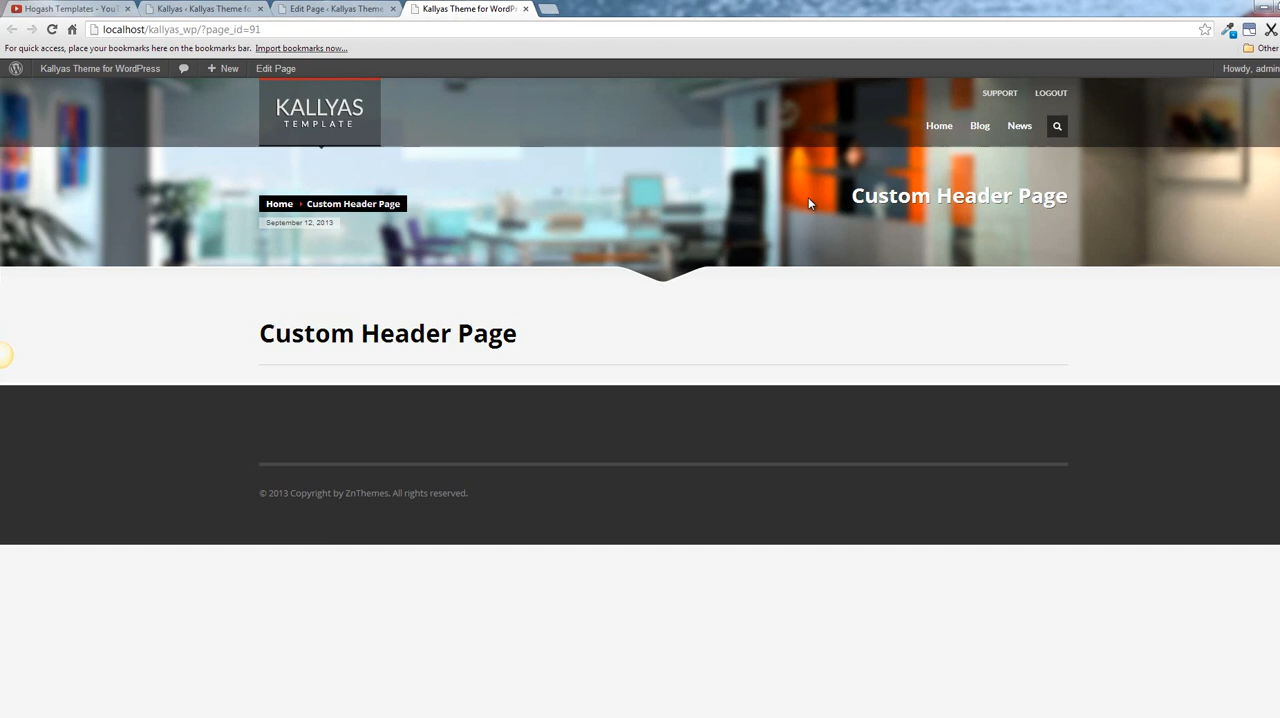 Hogash Templates - YouT
Kallyas ‹ Kallyas Theme fo
Edit Page ‹ Kallyas Theme
Kallyas Theme for WordPr
localhost/kallyas_wp/?page_id=91
For quick access, place your bookmarks here on the bookmarks bar. Import bookmarks now...
Other
Kallyas Theme for WordPress
New
Edit Page
Howdy, admin
KALLYAS
TEMPLATE
SUPPORT
LOGOUT
Home
Blog
News
Home
Custom Header Page
September 12, 2013
Custom Header Page
Custom Header Page
© 2013 Copyright by ZnThemes. All rights reserved.